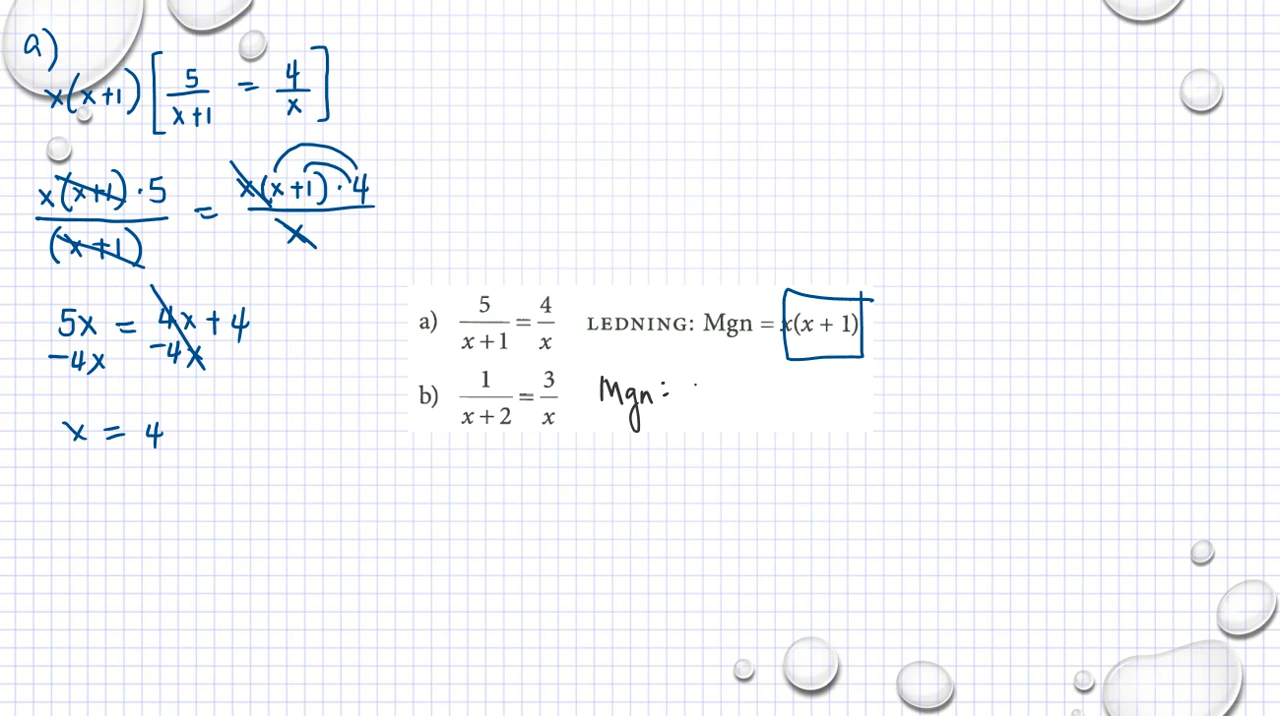 a)
x(x+1) [ 5/(x+1) = 4/x ]
x(x+1) · 5 / (x+1) = x(x+1) · 4 / x
5x = 4x + 4
-4x -4x
x = 4
a) 5/(x+1) = 4/x LEDNING: Mgn = x(x + 1)
b) 1/(x+2) = 3/x Mgn: